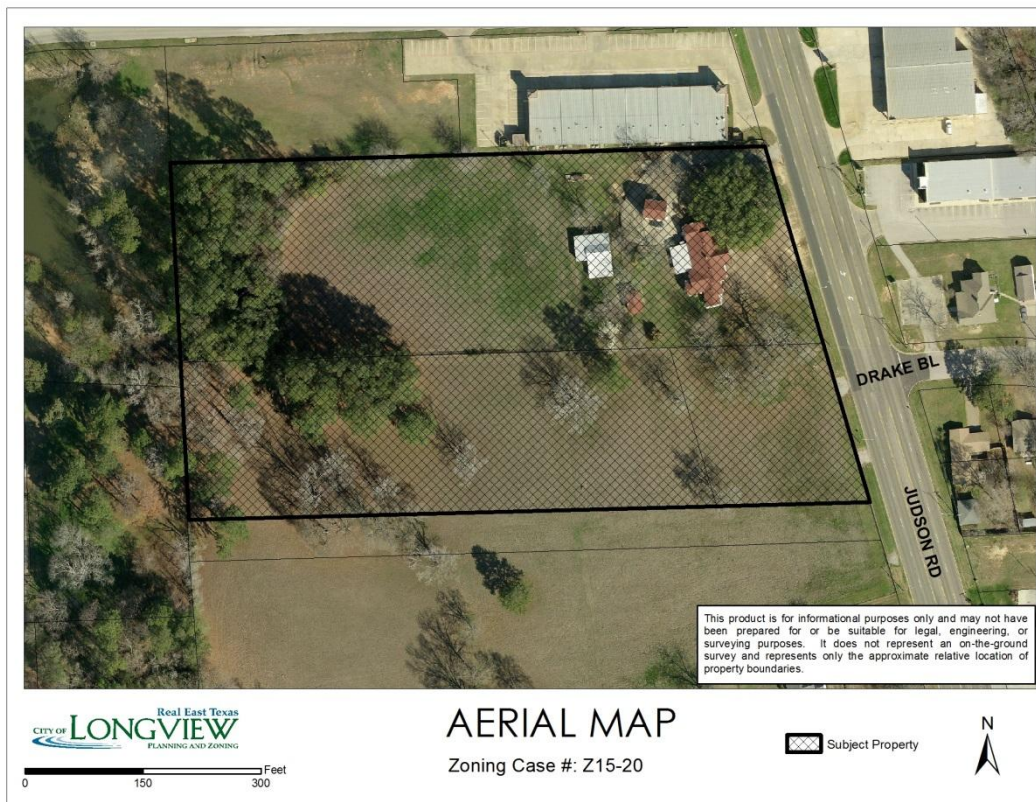 DRAKE BL
JUDSON RD
This product is for informational purposes only and may not have
been prepared for or be suitable for legal, engineering, or
surveying purposes. It does not represent an on-the-ground
survey and represents only the approximate relative location of
property boundaries.
Real East Texas
CITY OF LONGVIEW
PLANNING AND ZONING
Feet
0 150 300
AERIAL MAP
Zoning Case #: Z15-20
Subject Property
N